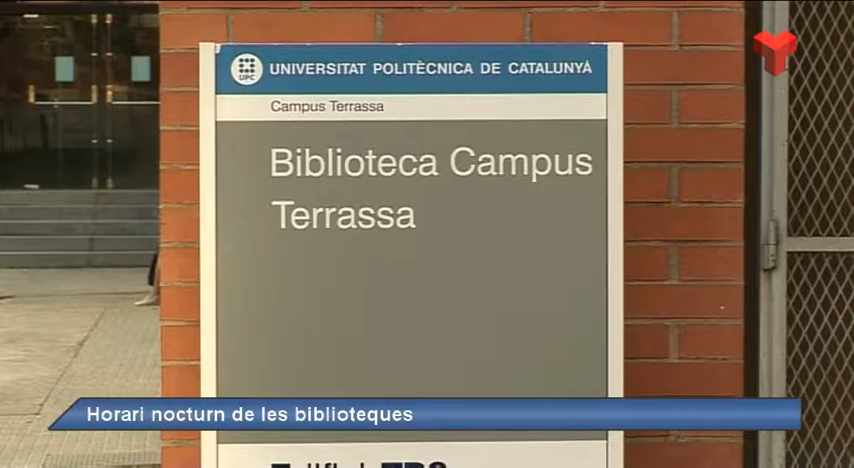 UPC
UNIVERSITAT POLITÈCNICA DE CATALUNYA
Campus Terrassa
Biblioteca Campus
Terrassa
Horari nocturn de les biblioteques